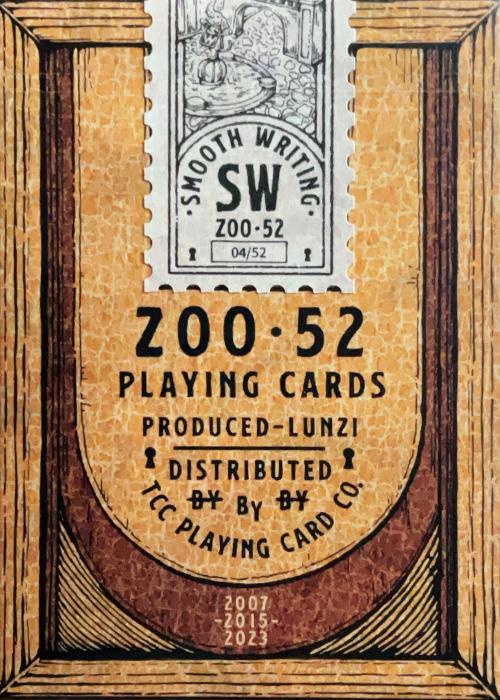 ·SMOOTH WRITING·
SW
ZOO·52
04/52
ZOO·52
PLAYING CARDS
PRODUCED-LUNZI
DISTRIBUTED
BY By BY
TCC PLAYING CARD CO.
2007
-2015-
2023